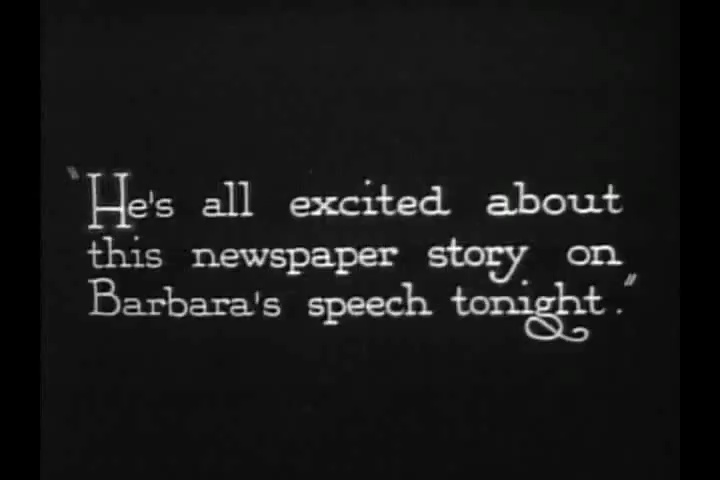 "He's all excited about
this newspaper story on
Barbara's speech tonight."